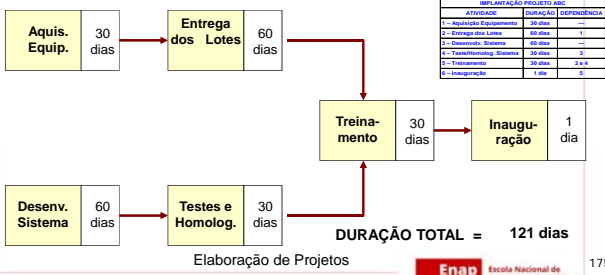 IMPLANTAÇÃO PROJETO ABC
ATIVIDADE DURAÇÃO DEPENDÊNCIA
1 – Aquisição Equipamento 30 dias ---
2 – Entrega dos Lotes 60 dias 1
3 – Desenvolv. Sistema 60 dias ---
4 – Teste/Homolog. Sistema 30 dias 3
5 – Treinamento 30 dias 2 e 4
6 – Inauguração 1 dia 5
Aquis.
Equip.
30
dias
Entrega
dos Lotes
60
dias
Treina-
mento
30
dias
Inaugu-
ração
1
dia
Desenv.
Sistema
60
dias
Testes e
Homolog.
30
dias
DURAÇÃO TOTAL = 121 dias
Elaboração de Projetos
Enap Escola Nacional de
175